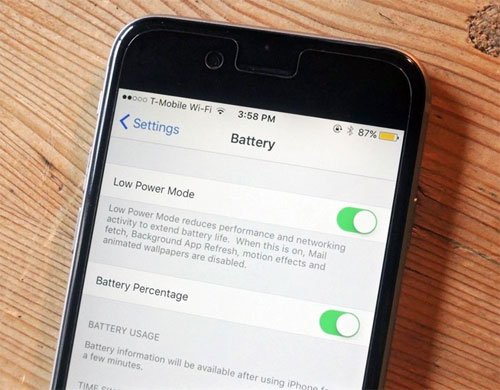 T-Mobile Wi-Fi 3:58 PM 87%
Settings Battery
Low Power Mode
Low Power Mode reduces performance and networking
activity to extend battery life. When this is on, Mail
fetch, Background App Refresh, motion effects and
animated wallpapers are disabled.
Battery Percentage
BATTERY USAGE
Battery information will be available after using iPhone for
a few minutes.
TIME SIN